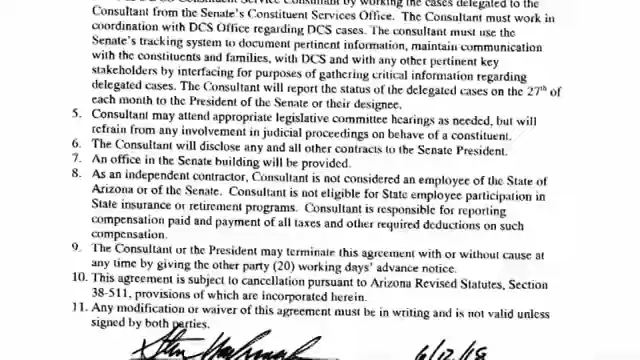 Consultant by working the cases delegated to the
Consultant from the Senate's Constituent Services Office. The Consultant must work in
coordination with DCS Office regarding DCS cases. The consultant must use the
Senate's tracking system to document pertinent information, maintain communication
with the constituents and families, with DCS and with any other pertinent key
stakeholders by interfacing for purposes of gathering critical information regarding
delegated cases. The Consultant will report the status of the delegated cases on the 27th of
each month to the President of the Senate or their designee.
5. Consultant may attend appropriate legislative committee hearings as needed, but will
refrain from any involvement in judicial proceedings on behave of a constituent.
6. The Consultant will disclose any and all other contracts to the Senate President.
7. An office in the Senate building will be provided.
8. As an independent contractor, Consultant is not considered an employee of the State of
Arizona or of the Senate. Consultant is not eligible for State employee participation in
State insurance or retirement programs. Consultant is responsible for reporting
compensation paid and payment of all taxes and other required deductions on such
compensation.
9. The Consultant or the President may terminate this agreement with or without cause at
any time by giving the other party (20) working days' advance notice.
10. This agreement is subject to cancellation pursuant to Arizona Revised Statutes, Section
38-511, provisions of which are incorporated herein.
11. Any modification or waiver of this agreement must be in writing and is not valid unless
signed by both parties.
6/12/18